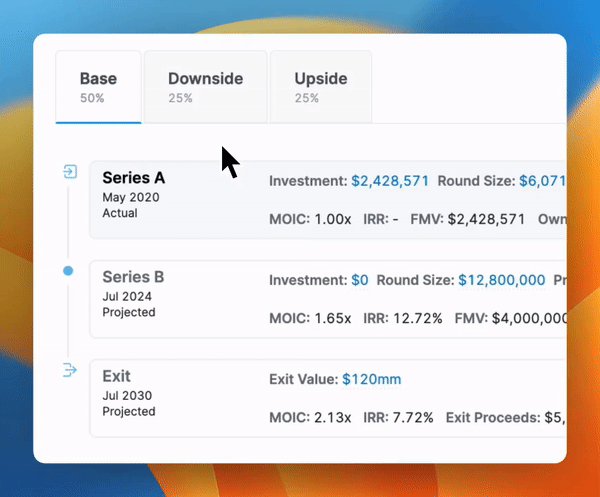 Base Downside Upside
50% 25% 25%
Series A
May 2020
Actual
Investment: $2,428,571 Round Size: $6,071
MOIC: 1.00x IRR: - FMV: $2,428,571 Own
Series B
Jul 2024
Projected
Investment: $0 Round Size: $12,800,000 Pr
MOIC: 1.65x IRR: 12.72% FMV: $4,000,000
Exit
Jul 2030
Projected
Exit Value: $120mm
MOIC: 2.13x IRR: 7.72% Exit Proceeds: $5,